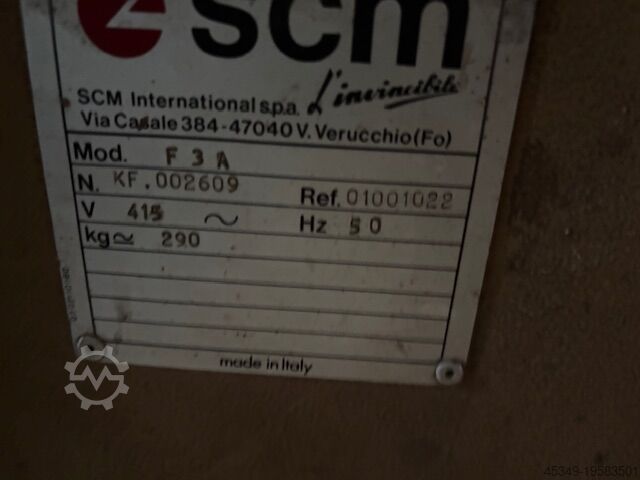 scm
SCM International s.p.a. L'invincibile
Via Casale 384-47040 V. Verucchio (Fo)
Mod. F 3 A
N. KF.002609 Ref. 01001022
V 415 ~ Hz 50
kg≃ 290
made in Italy
45349-19583501